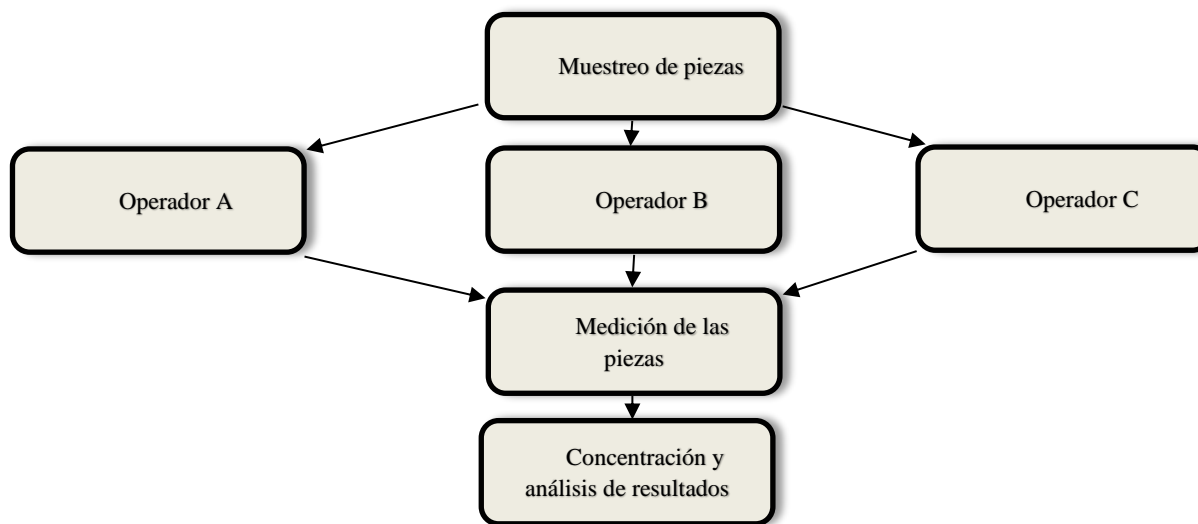 Muestreo de piezas
Operador A
Operador B
Operador C
Medición de las
piezas
Concentración y
análisis de resultados